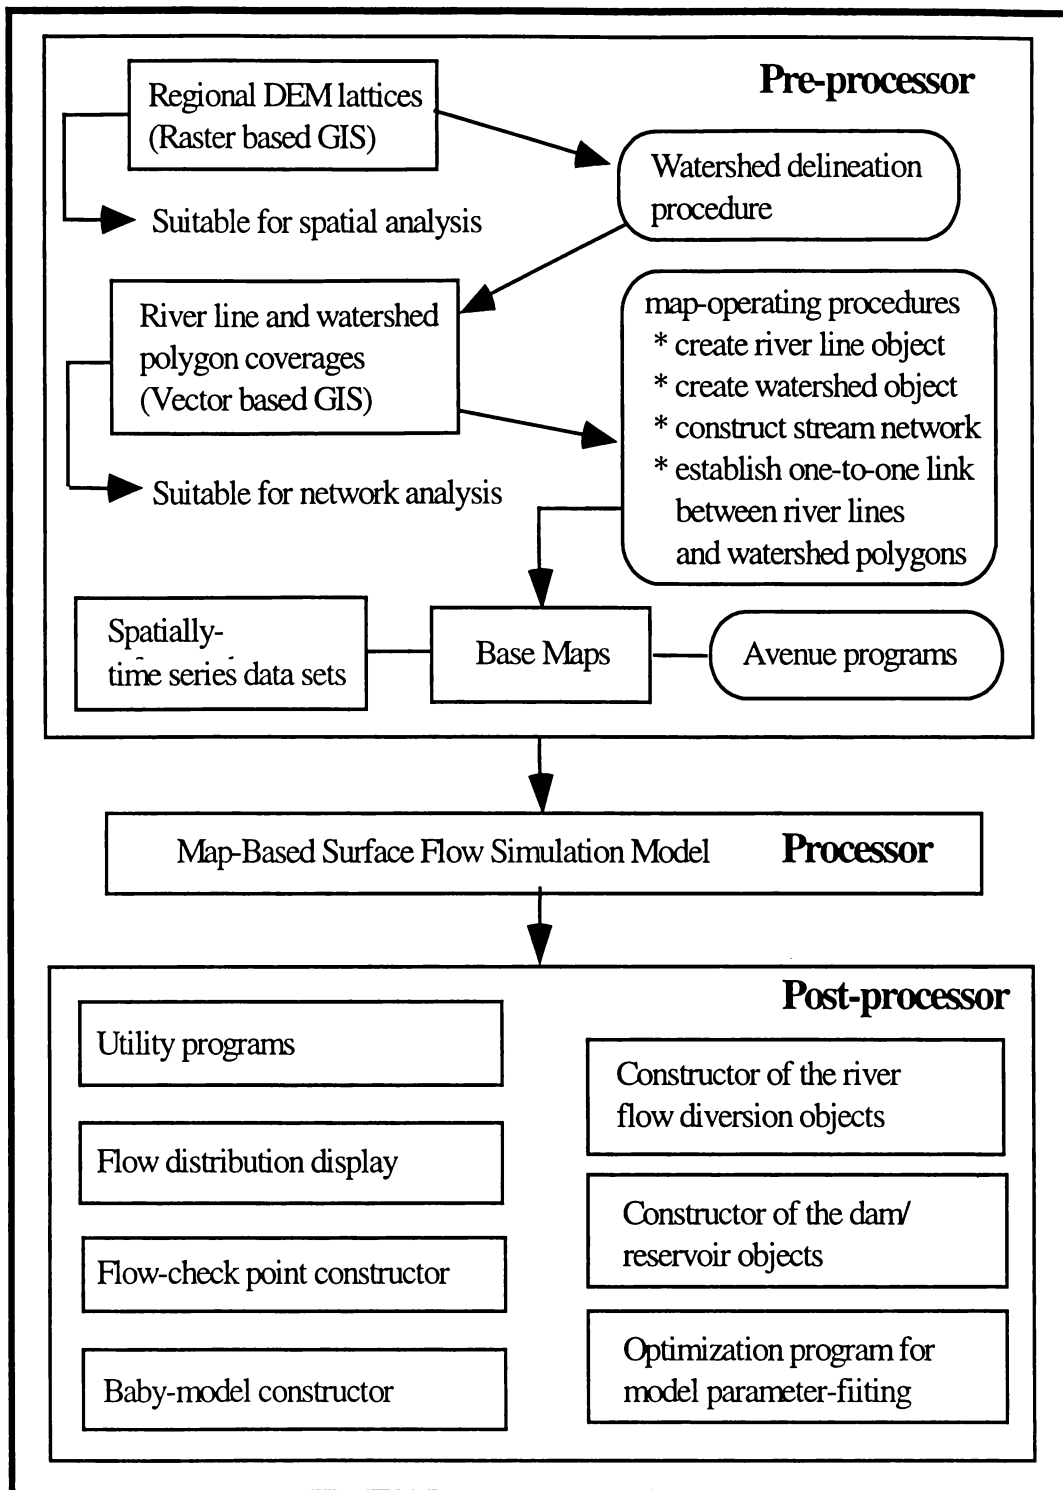 Pre-processor
Regional DEM lattices
(Raster based GIS)
Watershed delineation
procedure
Suitable for spatial analysis
River line and watershed
polygon coverages
(Vector based GIS)
map-operating procedures
* create river line object
* create watershed object
* construct stream network
* establish one-to-one link
between river lines
and watershed polygons
Suitable for network analysis
Spatially-
time series data sets
Base Maps
Avenue programs
Map-Based Surface Flow Simulation Model
Processor
Post-processor
Utility programs
Flow distribution display
Flow-check point constructor
Baby-model constructor
Constructor of the river
flow diversion objects
Constructor of the dam/
reservoir objects
Optimization program for
model parameter-fiiting